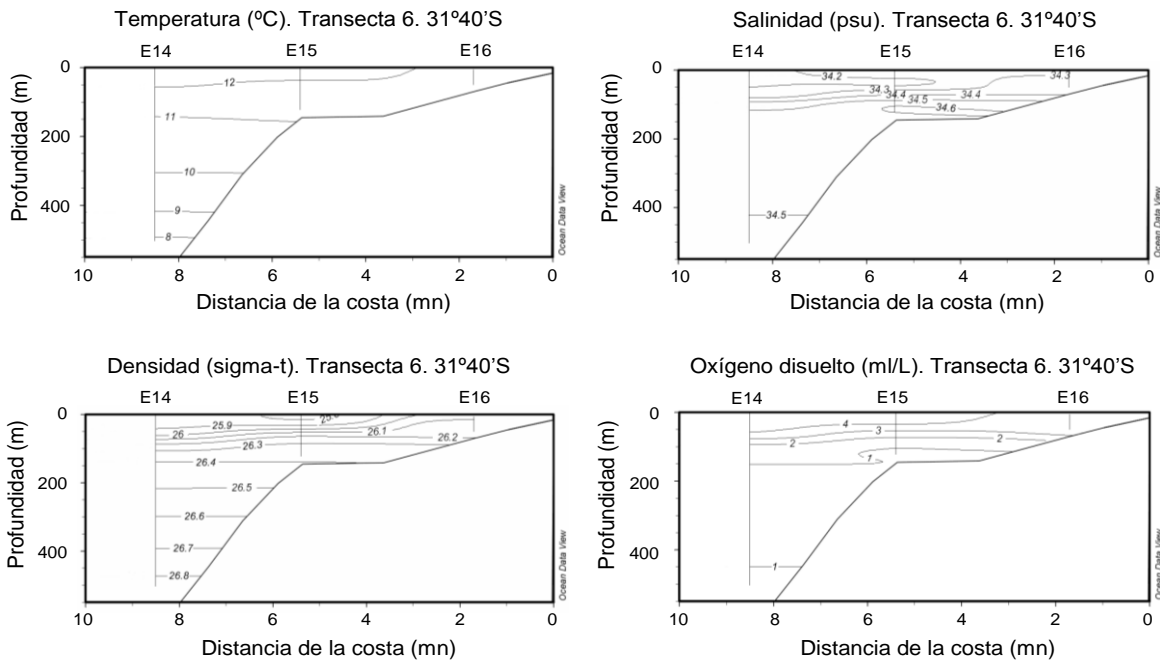 Temperatura (ºC). Transecta 6. 31º40’S
E14 E15 E16
Profundidad (m)
0
200
400
12
11
10
9
8
Ocean Data View
10 8 6 4 2 0
Distancia de la costa (mn)
Salinidad (psu). Transecta 6. 31º40’S
E14 E15 E16
Profundidad (m)
0
200
400
34.2
34.3
34.3
34.4
34.4
34.5
34.6
34.5
Ocean Data View
10 8 6 4 2 0
Distancia de la costa (mn)
Densidad (sigma-t). Transecta 6. 31º40’S
E14 E15 E16
Profundidad (m)
0
200
400
25.9
26
26.1
26.2
26.3
26.4
26.5
26.6
26.7
26.8
Ocean Data View
10 8 6 4 2 0
Distancia de la costa (mn)
Oxígeno disuelto (ml/L). Transecta 6. 31º40’S
E14 E15 E16
Profundidad (m)
0
200
400
4
3
2
2
1
1
Ocean Data View
10 8 6 4 2 0
Distancia de la costa (mn)